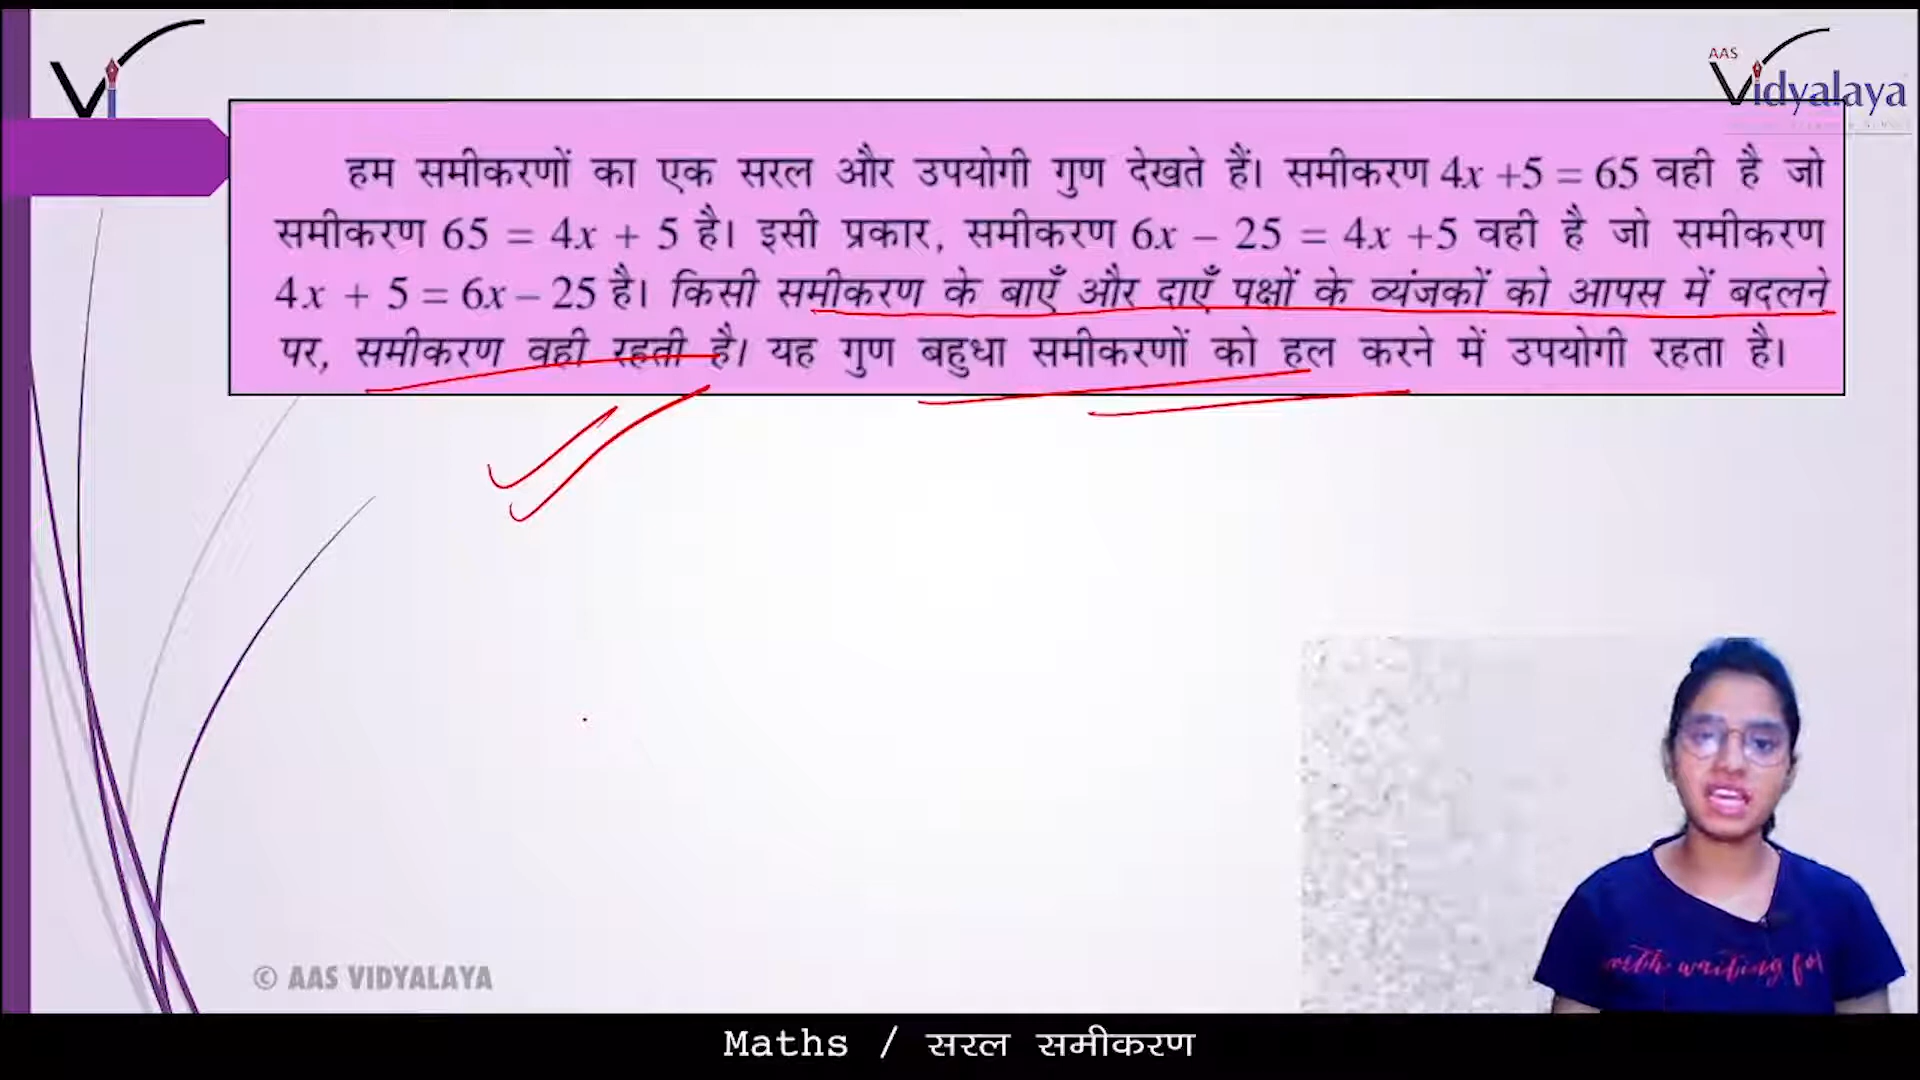 Vi
AAS
Vidyalaya
हम समीकरणों का एक सरल और उपयोगी गुण देखते हैं। समीकरण 4x +5 = 65 वही है जो
समीकरण 65 = 4x + 5 है। इसी प्रकार, समीकरण 6x – 25 = 4x +5 वही है जो समीकरण
4x + 5 = 6x – 25 है। किसी समीकरण के बाएँ और दाएँ पक्षों के व्यंजकों को आपस में बदलने
पर, समीकरण वही रहती है। यह गुण बहुधा समीकरणों को हल करने में उपयोगी रहता है।
waiting for
© AAS VIDYALAYA
Maths / सरल समीकरण